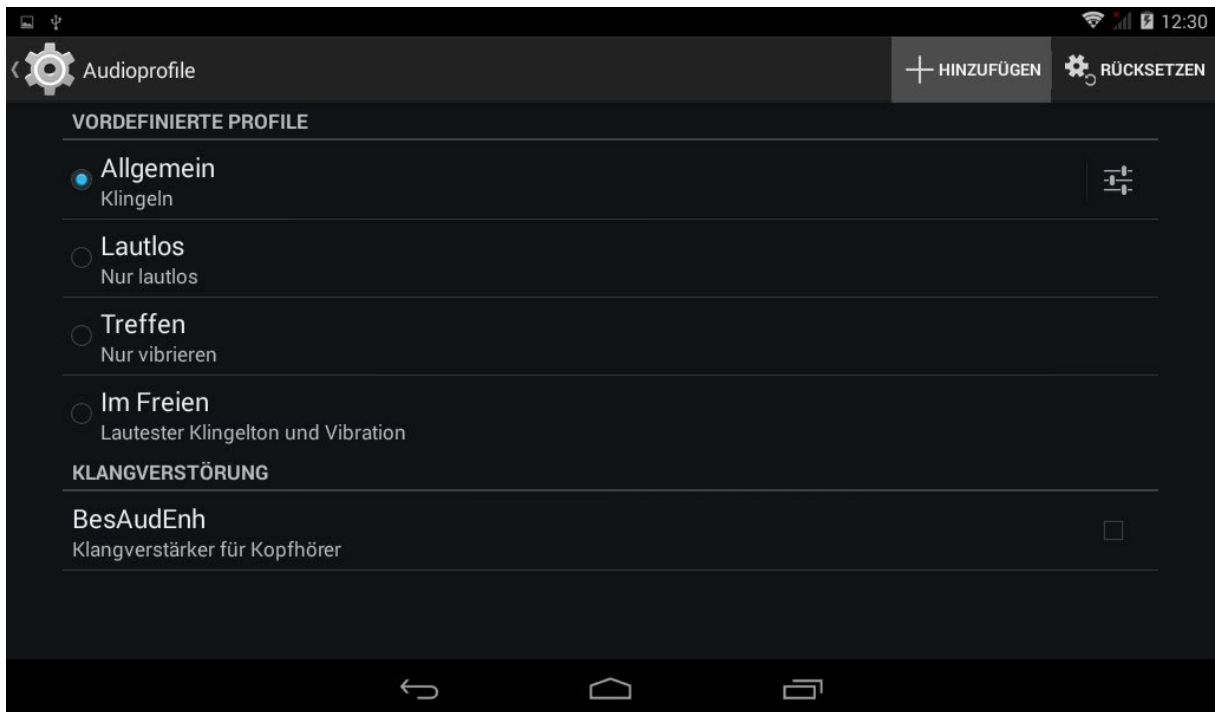 12:30
Audioprofile
HINZUFÜGEN
RÜCKSETZEN
VORDEFINIERTE PROFILE
Allgemein
Klingeln
Lautlos
Nur lautlos
Treffen
Nur vibrieren
Im Freien
Lautester Klingelton und Vibration
KLANGVERSTÖRUNG
BesAudEnh
Klangverstärker für Kopfhörer